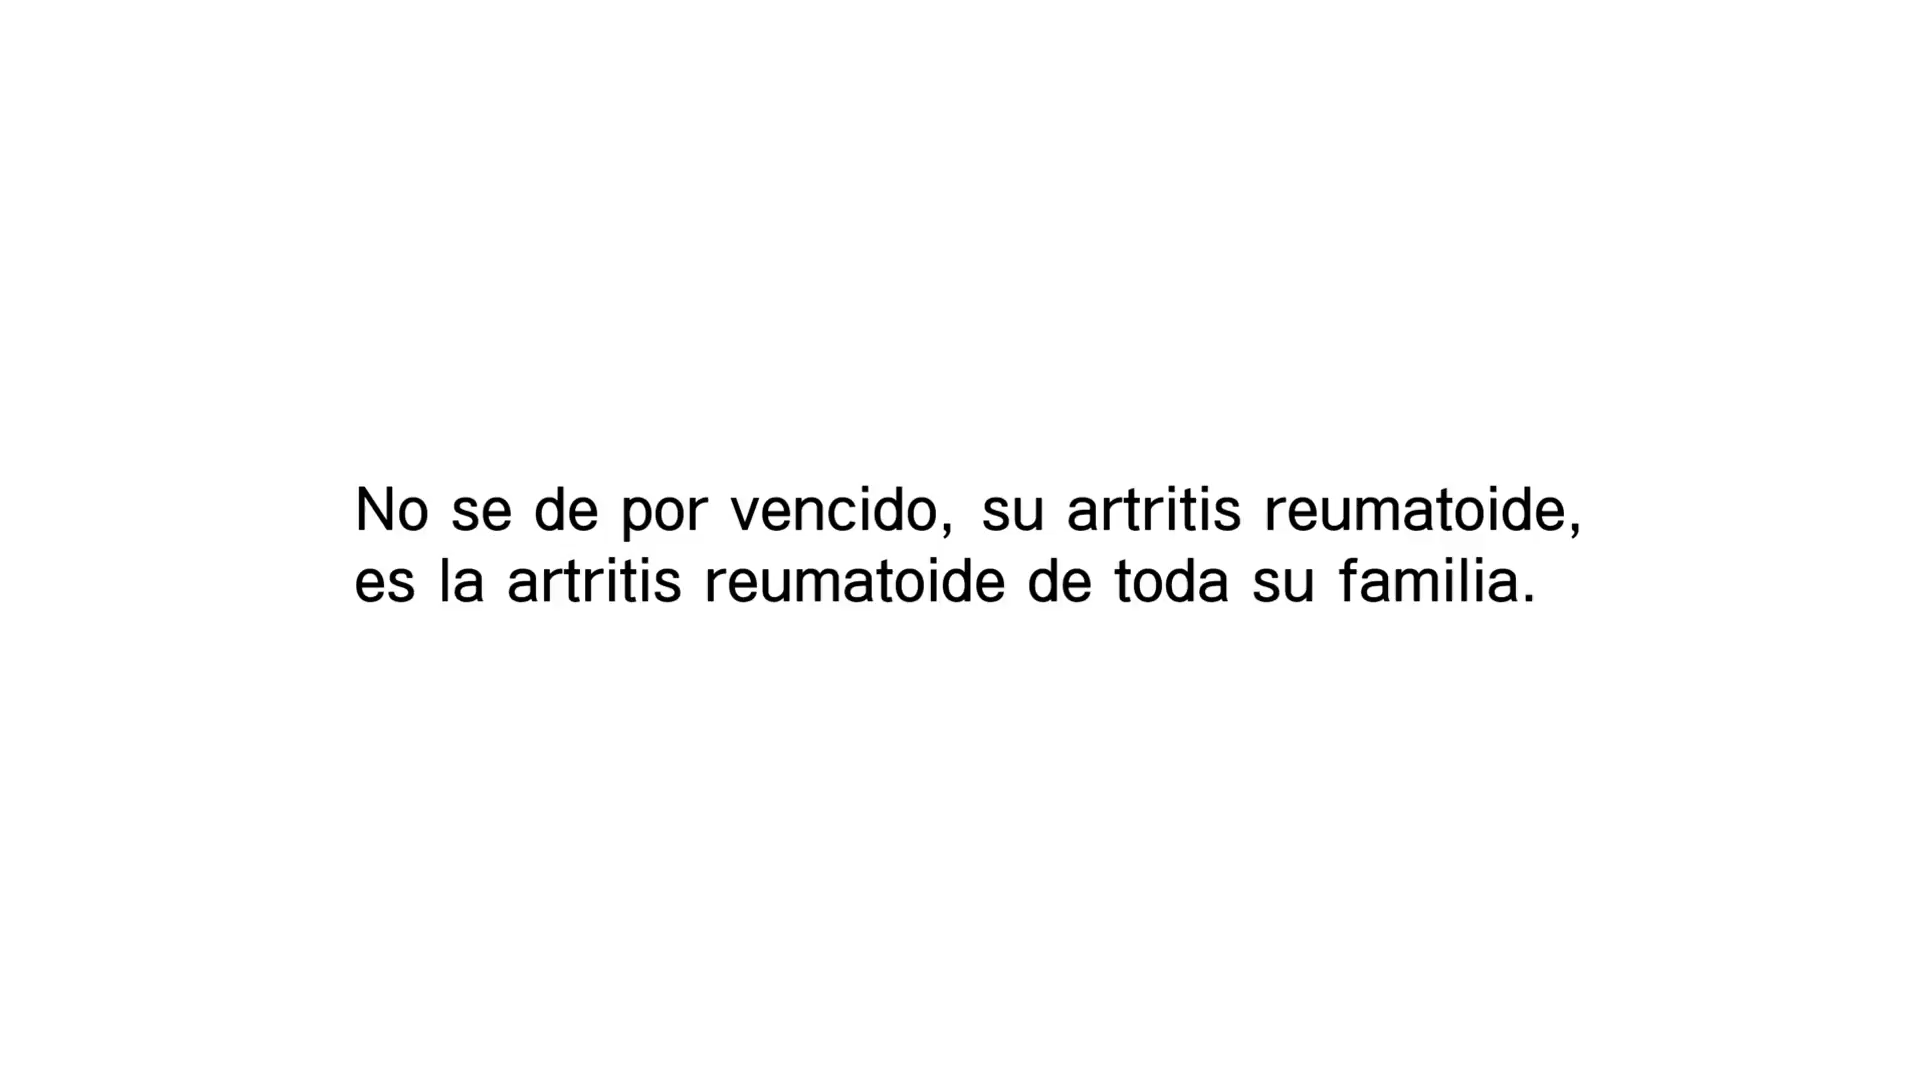 No se de por vencido, su artritis reumatoide,
es la artritis reumatoide de toda su familia.